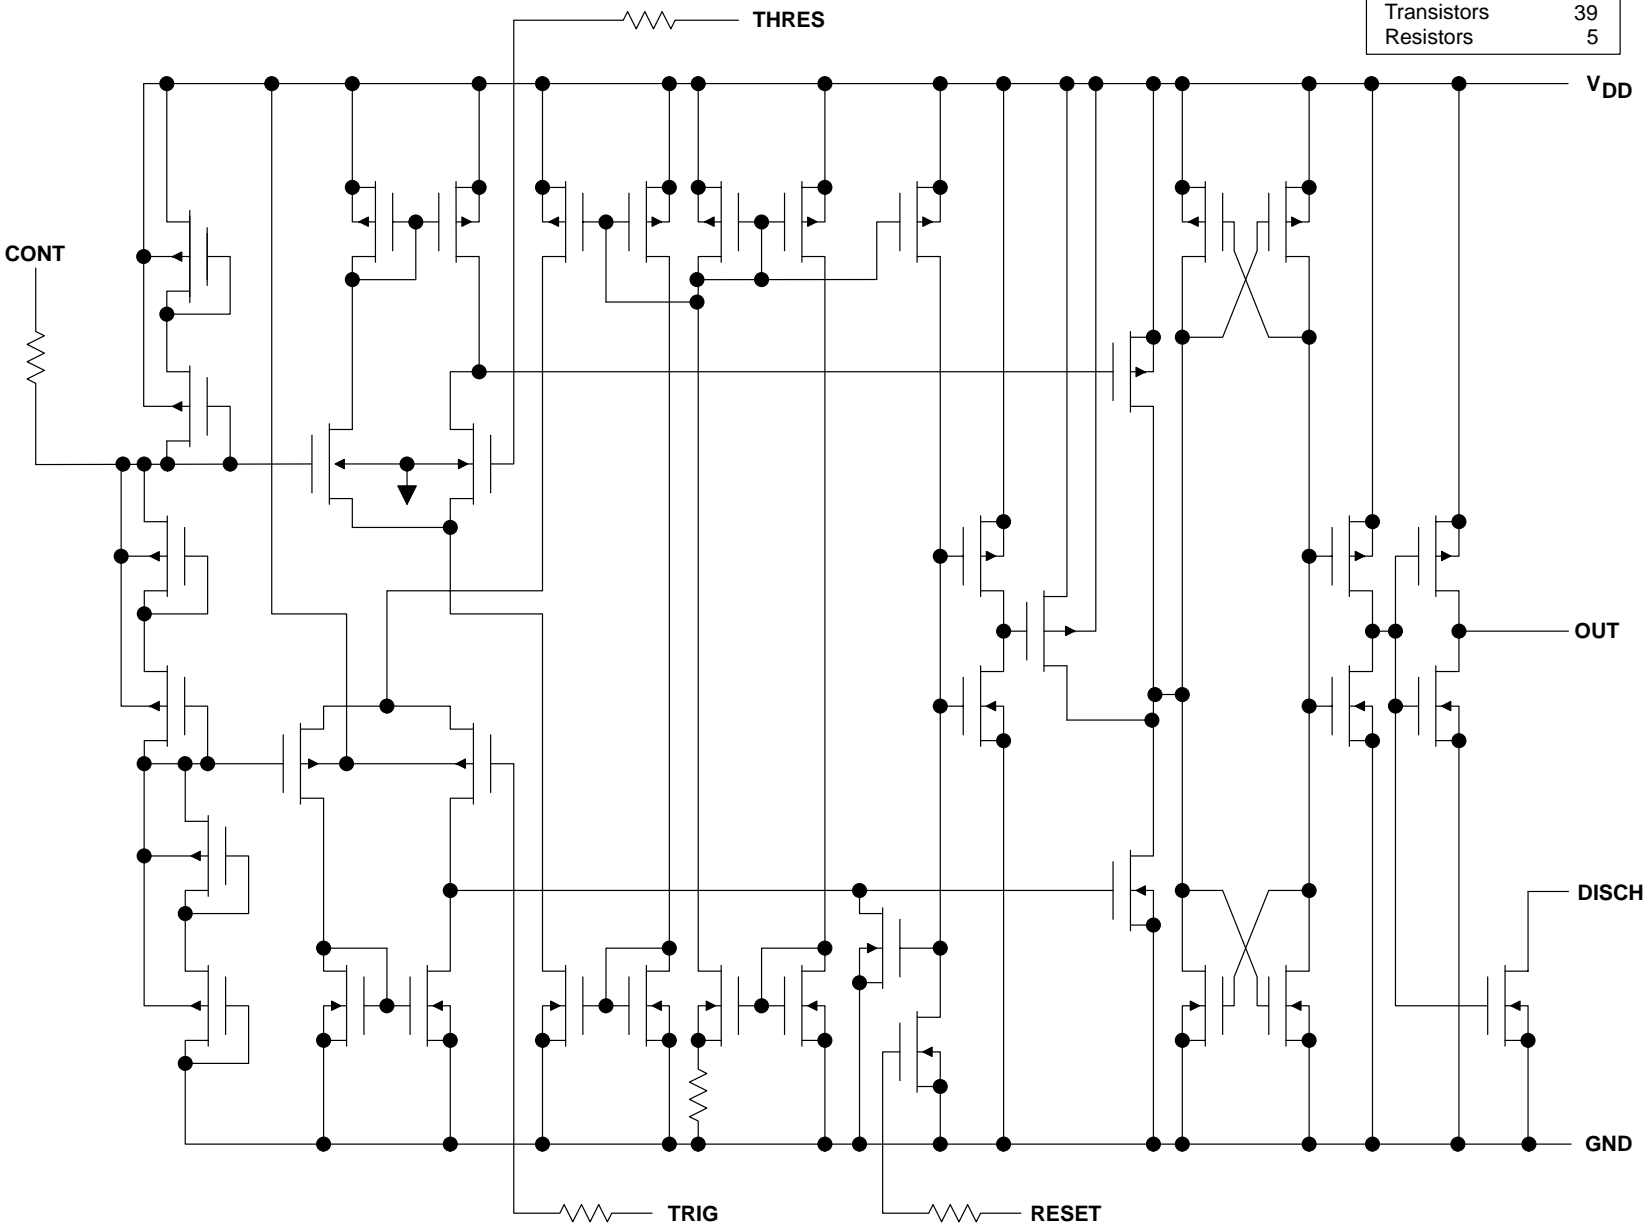 THRES
Transistors 39
Resistors 5
VDD
CONT
OUT
DISCH
GND
TRIG
RESET